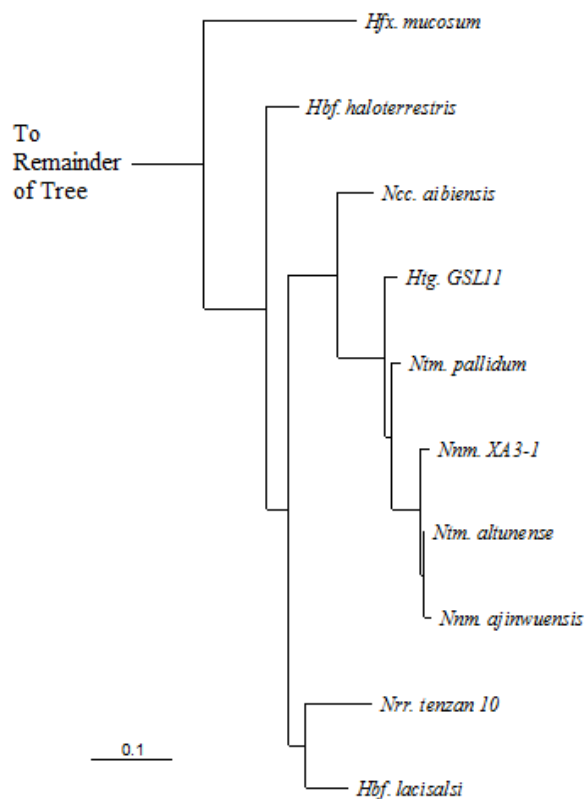 Hfx. mucosum
Hbf. haloterrestris
To
Remainder
of Tree
Ncc. aibiensis
Htg. GSL11
Ntm. pallidum
Nnm. XA3-1
Ntm. altunense
Nnm. ajinwuensis
Nrr. tenzan 10
0.1
Hbf. lacisalsi